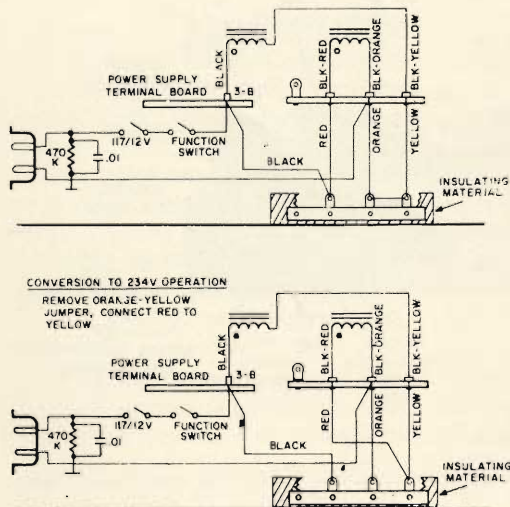 BLACK
BLK-RED
BLK-ORANGE
BLK-YELLOW
POWER SUPPLY
TERMINAL BOARD
3-B
470
K
.01
117/12 V
FUNCTION
SWITCH
BLACK
RED
ORANGE
YELLOW
INSULATING
MATERIAL
CONVERSION TO 234V OPERATION
REMOVE ORANGE-YELLOW
JUMPER, CONNECT RED TO
YELLOW
BLACK
BLK-RED
BLK-ORANGE
BLK-YELLOW
POWER SUPPLY
TERMINAL BOARD
3-B
470
K
.01
117/12 V
FUNCTION
SWITCH
BLACK
RED
ORANGE
YELLOW
INSULATING
MATERIAL